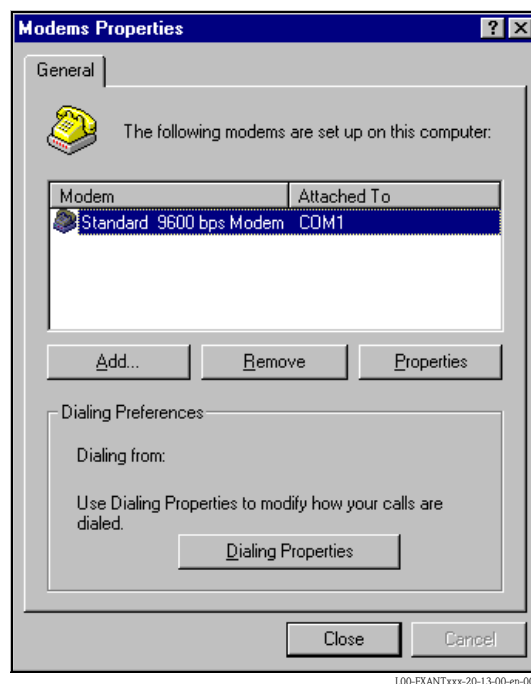 Modems Properties
General
The following modems are set up on this computer:
Modem Attached To
Standard 9600 bps Modem COM1
Add... Remove Properties
Dialing Preferences
Dialing from:
Use Dialing Properties to modify how your calls are
dialed.
Dialing Properties
Close Cancel